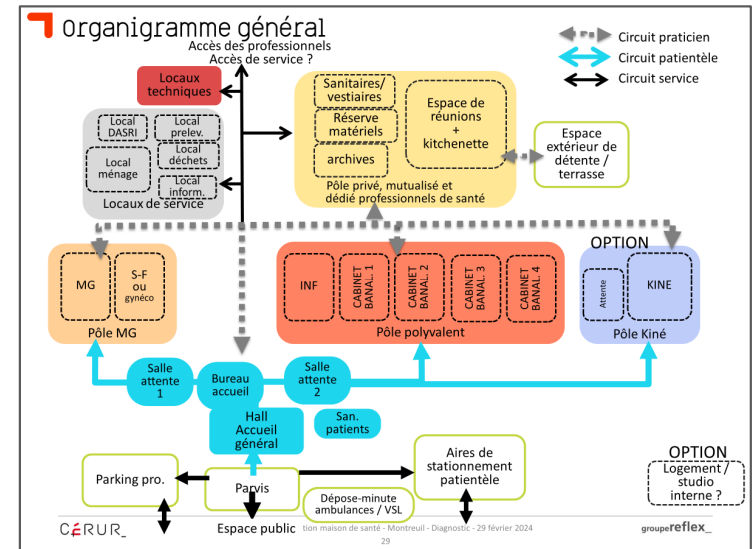 Organigramme général
Accès des professionnels
Accès de service ?
Circuit praticien
Circuit patientèle
Circuit service
Locaux
techniques
Sanitaires/
vestiaires
Réserve
matériels
archives
Espace de
réunions
+
kitchenette
Pôle privé, mutualisé et
dédié professionnels de santé
Espace
extérieur de
détente /
terrasse
Local
DASRI
Local
prelev.
Local
ménage
Local
déchets
Local
inform.
Locaux de service
OPTION
MG
S-F
ou
gynéco
Pôle MG
INF
CABINET
BANAL. 1
CABINET
BANAL. 2
CABINET
BANAL. 3
CABINET
BANAL. 4
Pôle polyvalent
Attente
KINE
Pôle Kiné
Salle
attente
1
Bureau
accueil
Salle
attente
2
Hall
Accueil
général
San.
patients
Parking pro.
Parvis
Dépose-minute
ambulances / VSL
Aires de
stationnement
patientèle
OPTION
Logement /
studio
interne ?
CÉRUR_
Espace public
tion maison de santé - Montreuil - Diagnostic - 29 février 2024
groupereflex_
29